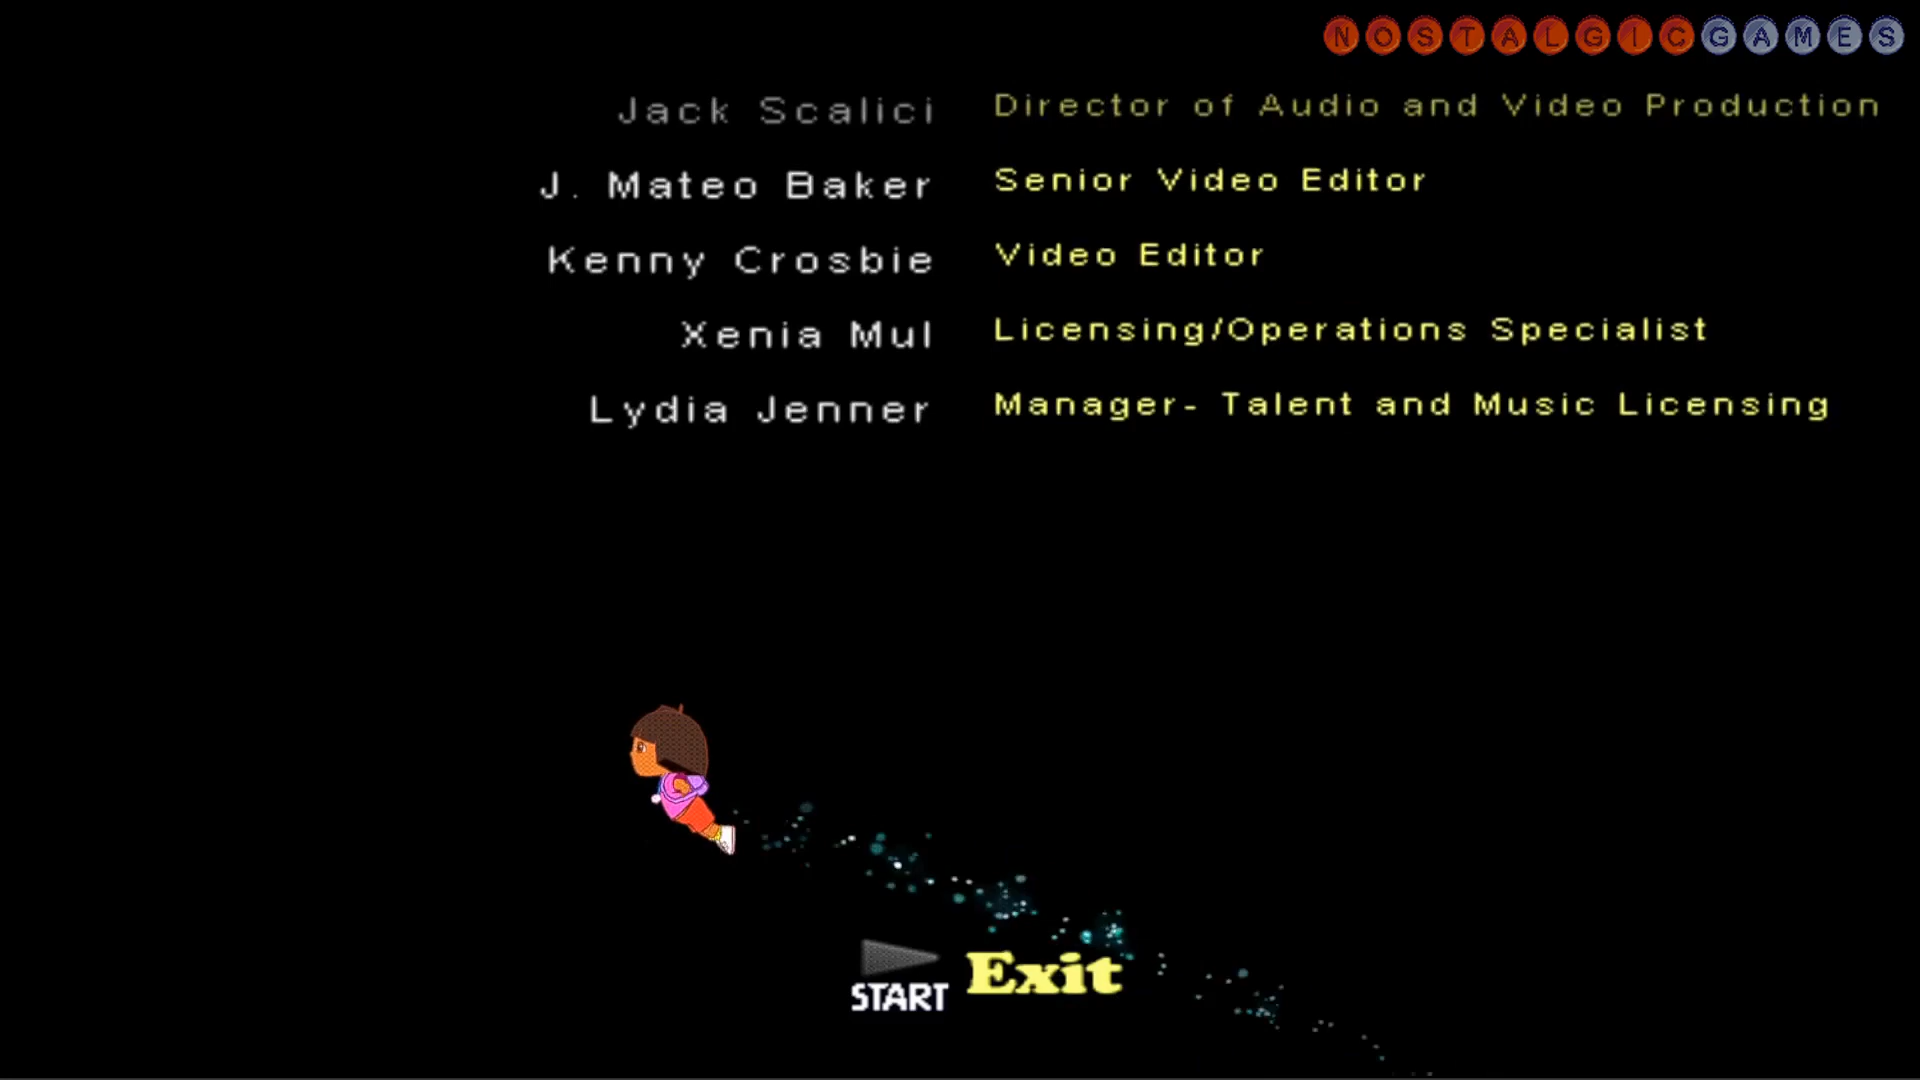 NOSTALGICGAMES
Jack Scalici Director of Audio and Video Production
J. Mateo Baker Senior Video Editor
Kenny Crosbie Video Editor
Xenia Mul Licensing/Operations Specialist
Lydia Jenner Manager- Talent and Music Licensing
START Exit